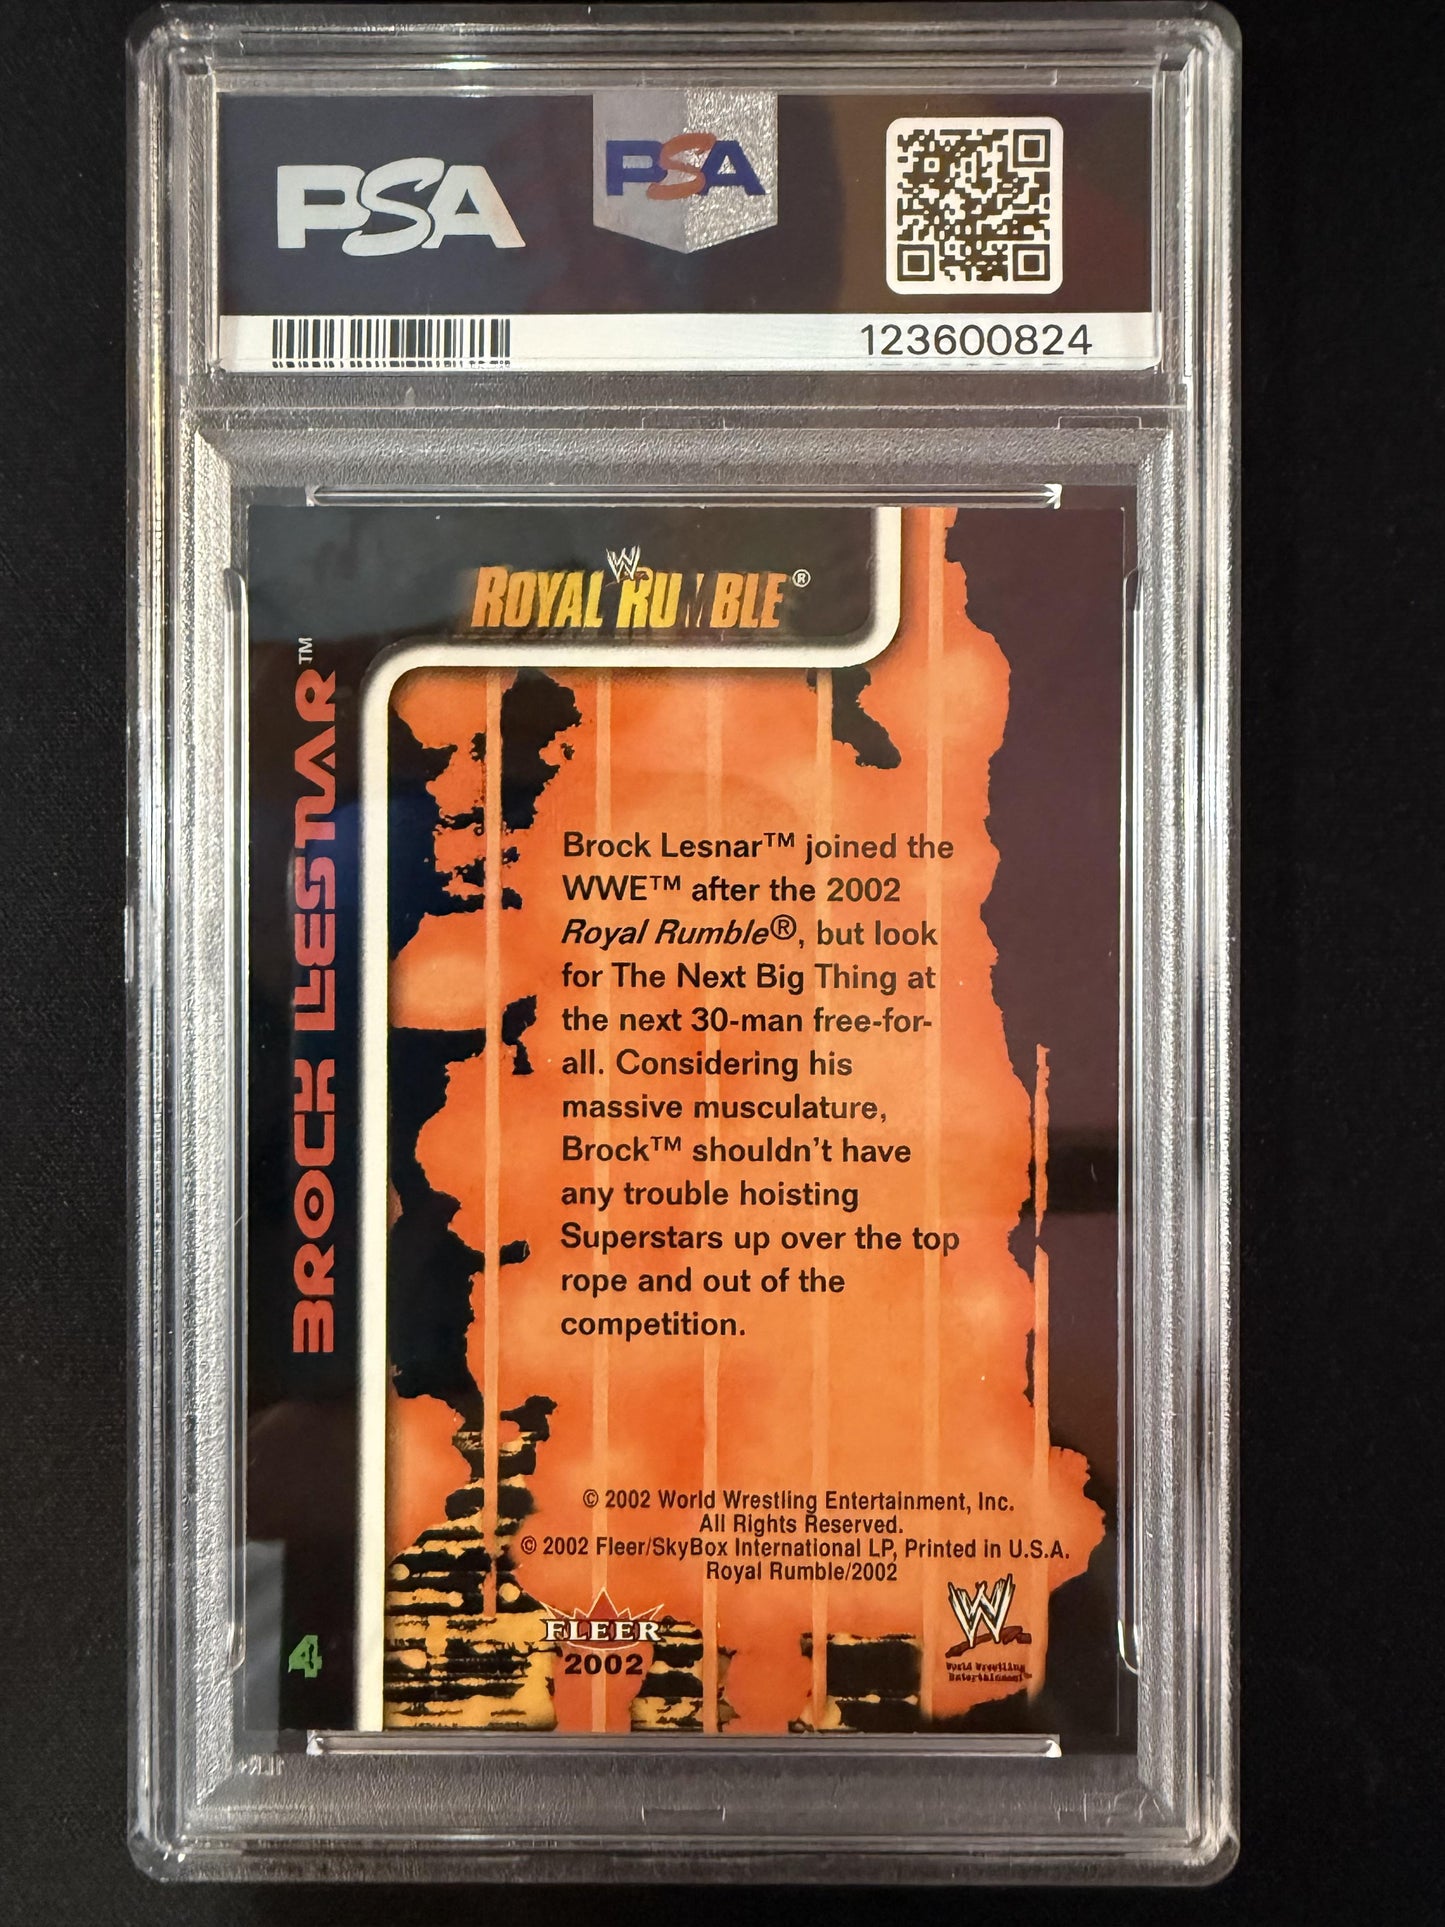 PSA
PSA
123600824
ROYAL RUMBLE®
BROCK LESNAR™
Brock Lesnar™ joined the
WWE™ after the 2002
Royal Rumble®, but look
for The Next Big Thing at
the next 30-man free-for-
all. Considering his
massive musculature,
Brock™ shouldn't have
any trouble hoisting
Superstars up over the top
rope and out of the
competition.
© 2002 World Wrestling Entertainment, Inc.
All Rights Reserved.
© 2002 Fleer/SkyBox International LP, Printed in U.S.A.
Royal Rumble/2002
FLEER
2002
W
World Wrestling
Entertainment™
4